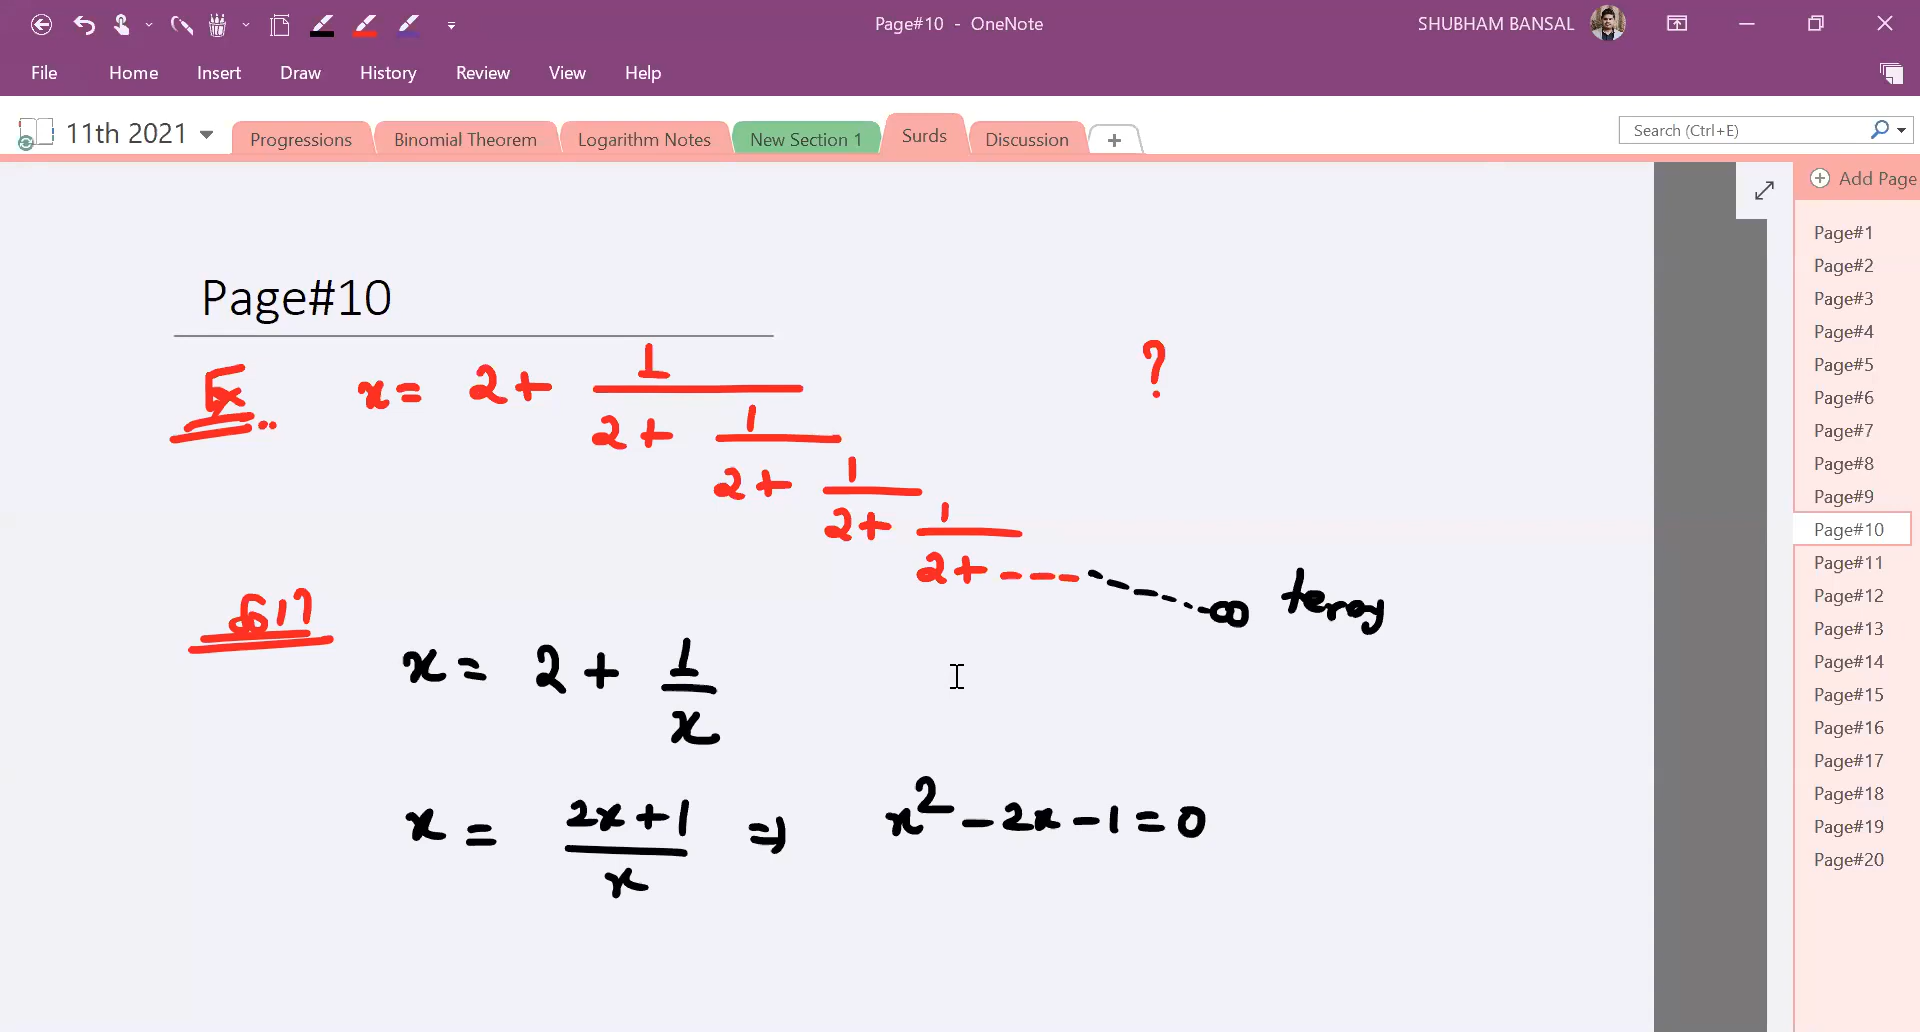 Page#10 - OneNote
SHUBHAM BANSAL
File Home Insert Draw History Review View Help
11th 2021
Progressions Binomial Theorem Logarithm Notes New Section 1 Surds Discussion +
Search (Ctrl+E)
Add Page
Page#1
Page#2
Page#3
Page#4
Page#5
Page#6
Page#7
Page#8
Page#9
Page#10
Page#11
Page#12
Page#13
Page#14
Page#15
Page#16
Page#17
Page#18
Page#19
Page#20
Page#10
Ex..
x = 2 + 1
2 + 1
2 + 1
2 + 1
2 + ---- ------ ∞ terms
?
Sol?
x = 2 + 1/x
x = (2x+1)/x ⇒ x² - 2x - 1 = 0